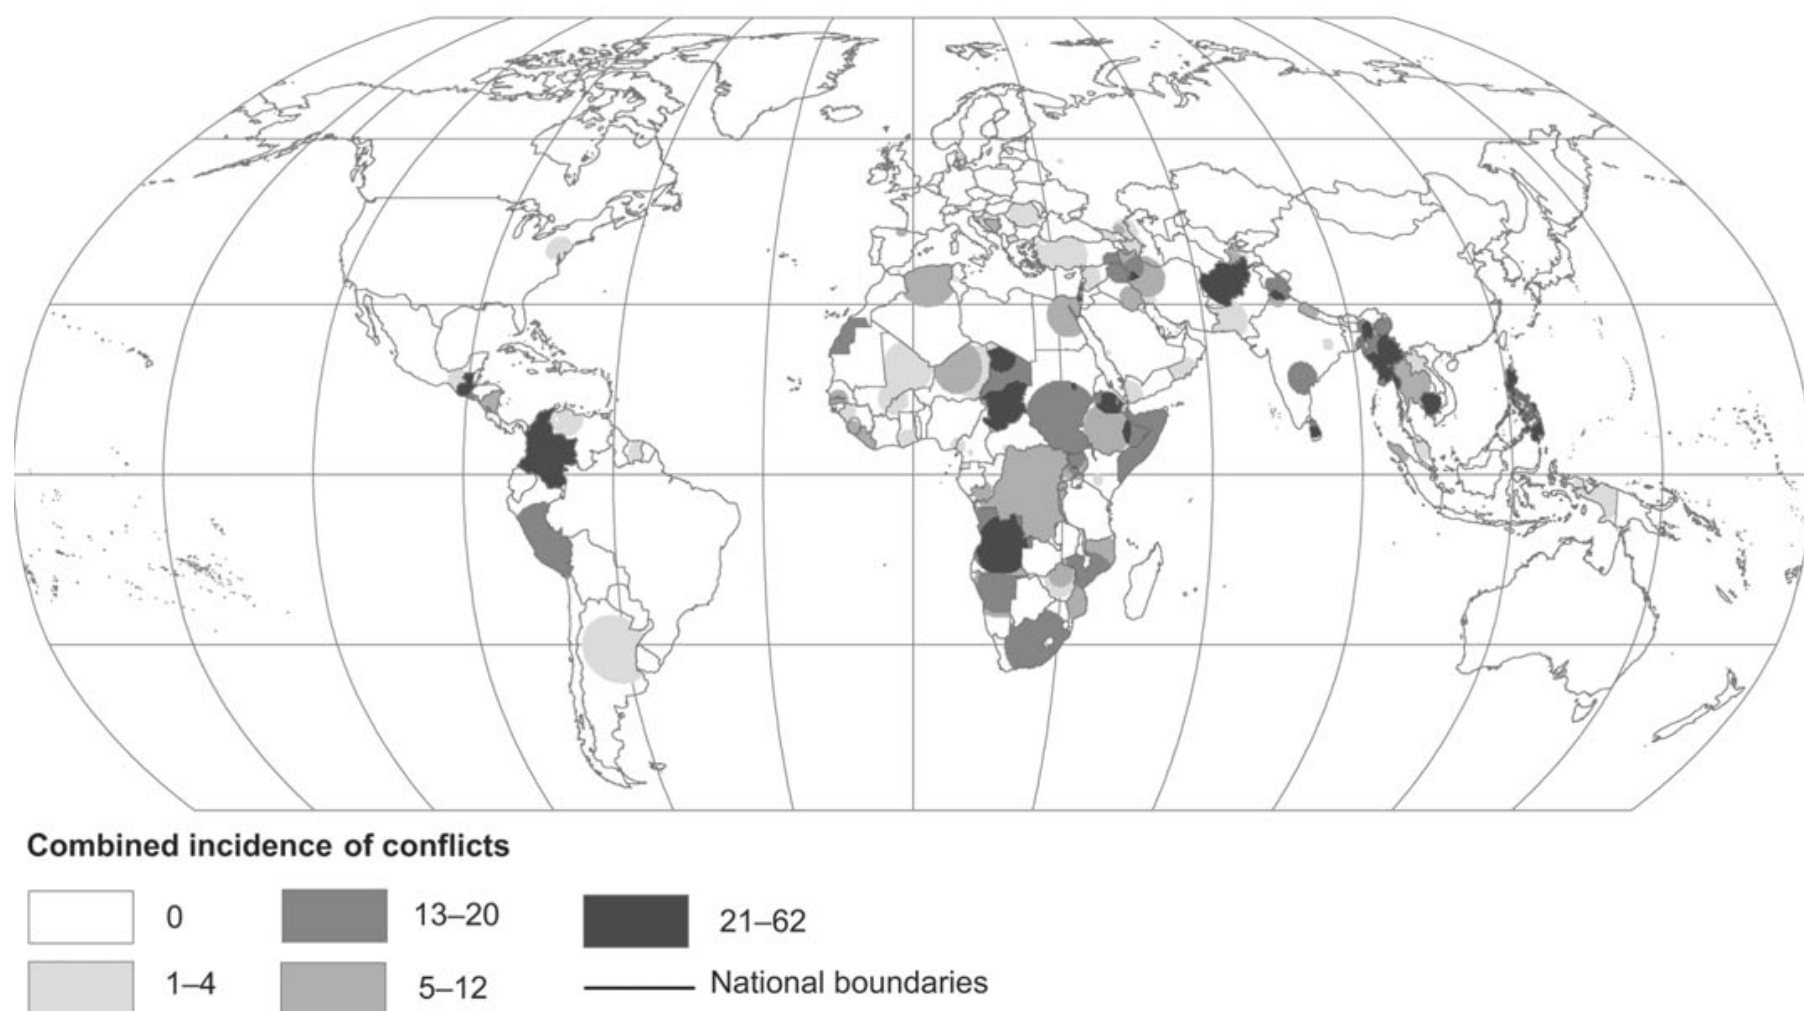 Combined incidence of conflicts
0
13–20
21–62
1–4
5–12
National boundaries